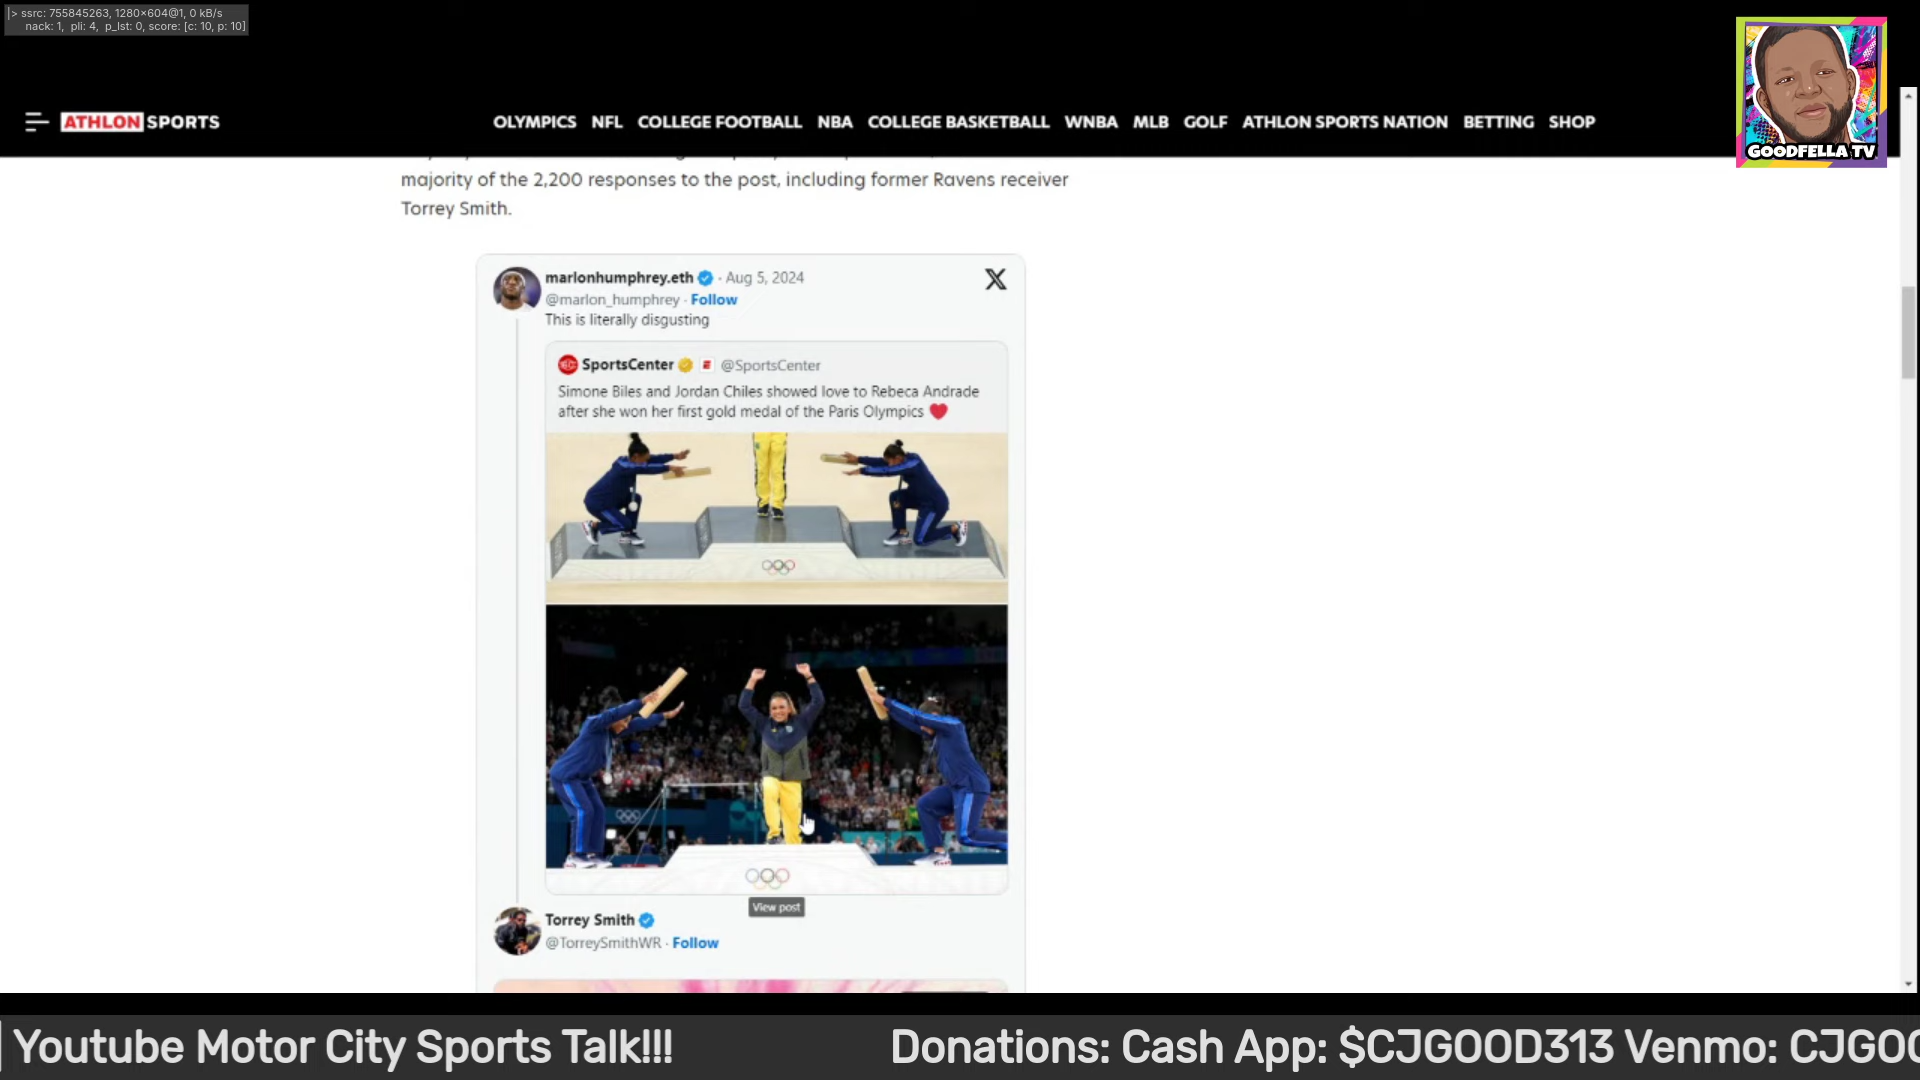 |> ssrc: 755845263, 1280×604@1, 0 kB/s
nack: 1, pli: 4, p_lst: 0, score: [c: 10, p: 10]
GOODFELLA TV
ATHLON SPORTS
OLYMPICS NFL COLLEGE FOOTBALL NBA COLLEGE BASKETBALL WNBA MLB GOLF ATHLON SPORTS NATION BETTING SHOP
majority of the 2,200 responses to the post, including former Ravens receiver
Torrey Smith.
marlonhumphrey.eth · Aug 5, 2024
@marlon_humphrey · Follow
This is literally disgusting
SportsCenter @SportsCenter
Simone Biles and Jordan Chiles showed love to Rebeca Andrade
after she won her first gold medal of the Paris Olympics ❤️
View post
Torrey Smith
@TorreySmithWR · Follow
Youtube Motor City Sports Talk!!! Donations: Cash App: $CJGOOD313 Venmo: CJGOO